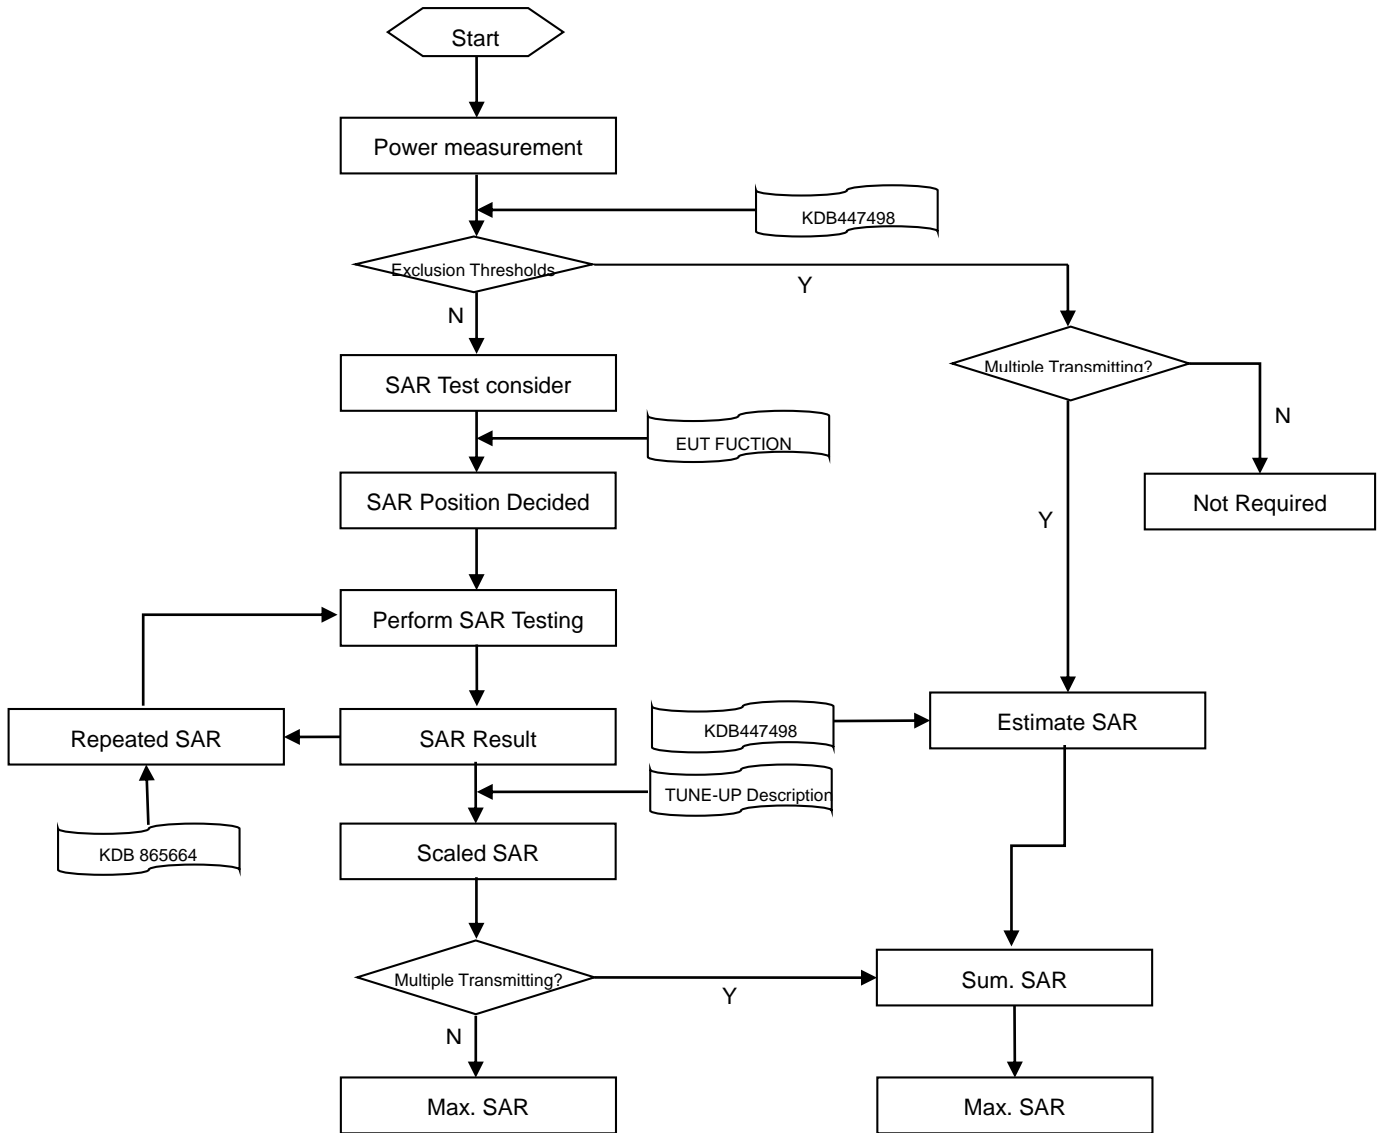 Start
Power measurement
KDB447498
Exclusion Thresholds
Y
N
Multiple Transmitting?
SAR Test consider
N
EUT FUCTION
SAR Position Decided
Not Required
Y
Perform SAR Testing
Repeated SAR
SAR Result
KDB447498
Estimate SAR
TUNE-UP Description
KDB 865664
Scaled SAR
Multiple Transmitting?
Y
Sum. SAR
N
Max. SAR
Max. SAR